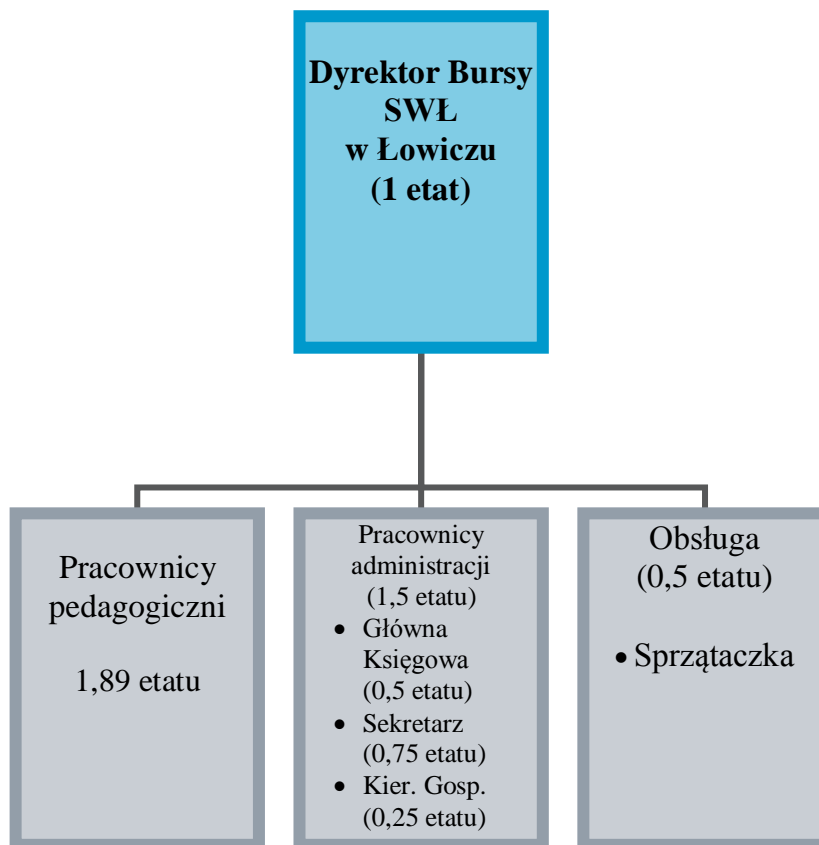 Dyrektor Bursy
SWŁ
w Łowiczu
(1 etat)
Pracownicy
pedagogiczni
1,89 etatu
Pracownicy
administracji
(1,5 etatu)
• Główna
Księgowa
(0,5 etatu)
• Sekretarz
(0,75 etatu)
• Kier. Gosp.
(0,25 etatu)
Obsługa
(0,5 etatu)
• Sprzątaczka